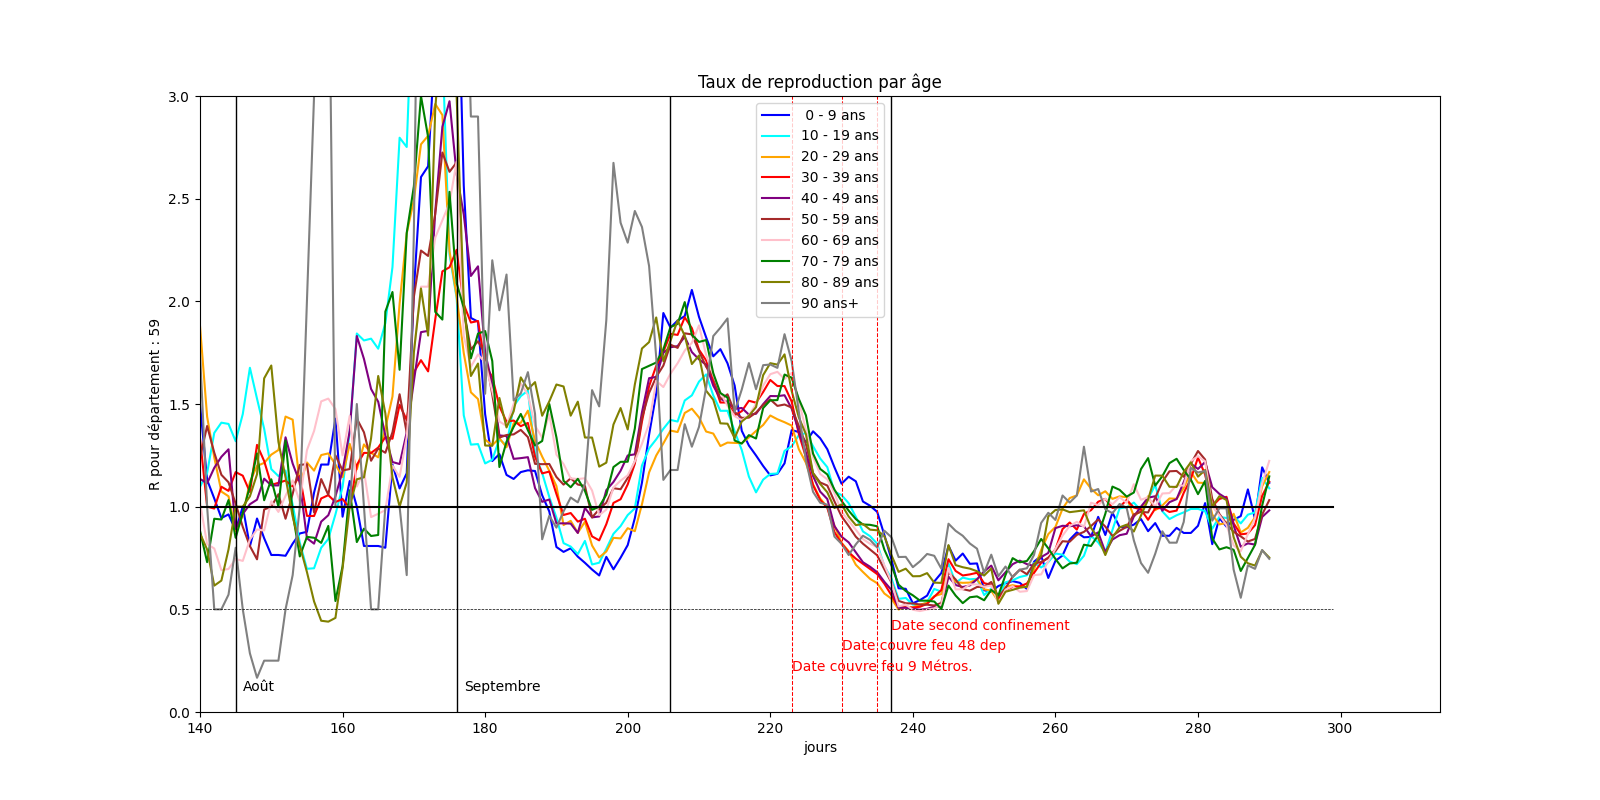 Taux de reproduction par âge
3.0
2.5
2.0
1.5
1.0
0.5
0.0
R pour département : 59
0 - 9 ans
10 - 19 ans
20 - 29 ans
30 - 39 ans
40 - 49 ans
50 - 59 ans
60 - 69 ans
70 - 79 ans
80 - 89 ans
90 ans+
Date second confinement
Date couvre feu 48 dep
Date couvre feu 9 Métros.
Août
Septembre
140
160
180
200
220
240
260
280
300
jours